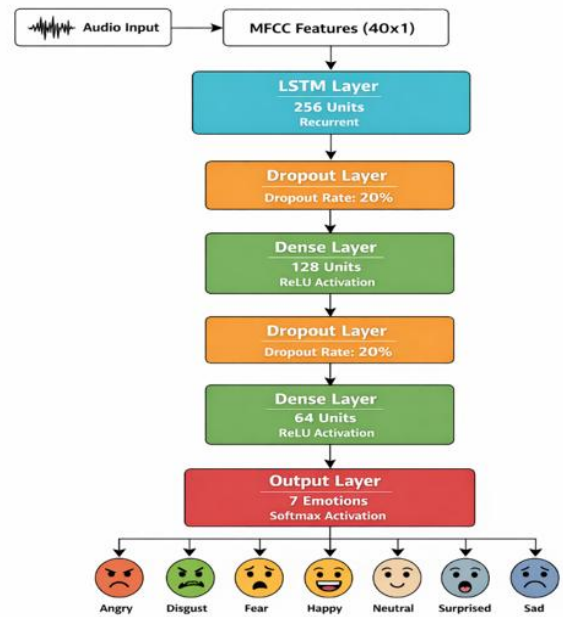 Audio Input
MFCC Features (40x1)
LSTM Layer
256 Units
Recurrent
Dropout Layer
Dropout Rate: 20%
Dense Layer
128 Units
ReLU Activation
Dropout Layer
Dropout Rate: 20%
Dense Layer
64 Units
ReLU Activation
Output Layer
7 Emotions
Softmax Activation
Angry Disgust Fear Happy Neutral Surprised Sad